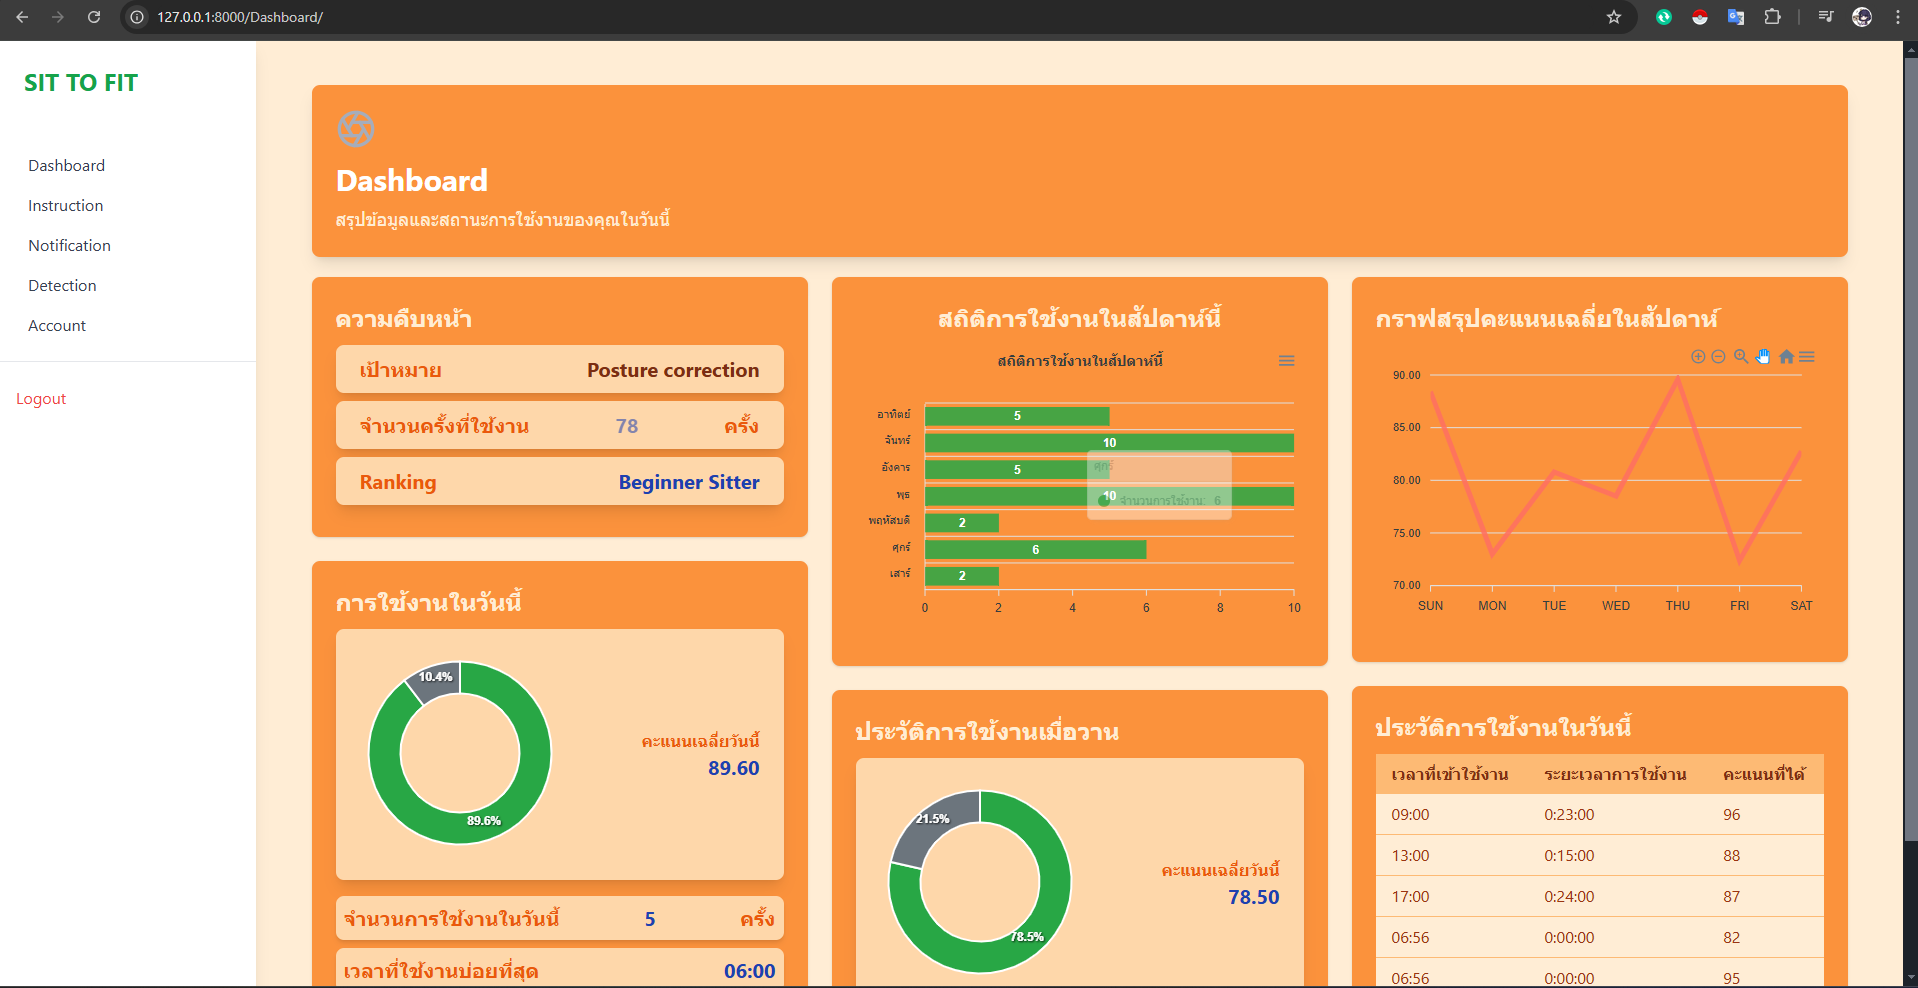 127.0.0.1:8000/Dashboard/
SIT TO FIT
Dashboard
Instruction
Notification
Detection
Account
Logout
Dashboard
สรุปข้อมูลและสถานะการใช้งานของคุณในวันนี้
ความคืบหน้า
เป้าหมาย Posture correction
จำนวนครั้งที่ใช้งาน 78 ครั้ง
Ranking Beginner Sitter
การใช้งานในวันนี้
10.4%
89.6%
คะแนนเฉลี่ยวันนี้
89.60
จำนวนการใช้งานในวันนี้ 5 ครั้ง
เวลาที่ใช้งานบ่อยที่สุด 06:00
สถิติการใช้งานในสัปดาห์นี้
สถิติการใช้งานในสัปดาห์นี้
อาทิตย์ 5
จันทร์ 10
อังคาร 5
พุธ 10
พฤหัสบดี 2
ศุกร์ 6
เสาร์ 2
0 2 4 6 8 10
ศุกร์
จำนวนการใช้งาน: 6
ประวัติการใช้งานเมื่อวาน
21.5%
78.5%
คะแนนเฉลี่ยวันนี้
78.50
กราฟสรุปคะแนนเฉลี่ยในสัปดาห์
90.00
85.00
80.00
75.00
70.00
SUN MON TUE WED THU FRI SAT
ประวัติการใช้งานในวันนี้
เวลาที่เข้าใช้งาน ระยะเวลาการใช้งาน คะแนนที่ได้
09:00 0:23:00 96
13:00 0:15:00 88
17:00 0:24:00 87
06:56 0:00:00 82
06:56 0:00:00 95